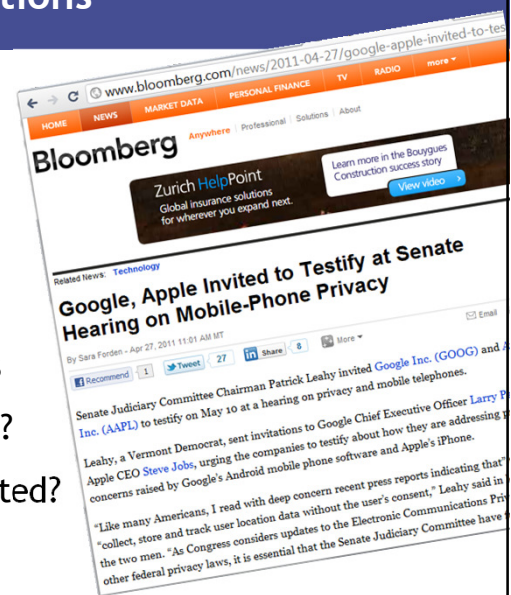 tions
www.bloomberg.com/news/2011-04-27/google-apple-invited-to-tes
HOME NEWS MARKET DATA PERSONAL FINANCE TV RADIO more
Bloomberg Anywhere Professional Solutions About
Zurich HelpPoint
Global insurance solutions
for wherever you expand next.
Learn more in the Bouygues
Construction success story
View video
Related News: Technology
Google, Apple Invited to Testify at Senate
Hearing on Mobile-Phone Privacy
By Sara Forden - Apr 27, 2011 11:01 AM MT
Recommend 1 Tweet 27 in Share 8 More Email
Senate Judiciary Committee Chairman Patrick Leahy invited Google Inc. (GOOG) and A
Inc. (AAPL) to testify on May 10 at a hearing on privacy and mobile telephones.
Leahy, a Vermont Democrat, sent invitations to Google Chief Executive Officer Larry P
Apple CEO Steve Jobs, urging the companies to testify about how they are addressing p
concerns raised by Google's Android mobile phone software and Apple's iPhone.
"Like many Americans, I read with deep concern recent press reports indicating that"
"collect, store and track user location data without the user's consent," Leahy said in
the two men. "As Congress considers updates to the Electronic Communications Priv
other federal privacy laws, it is essential that the Senate Judiciary Committee have f
?
ted?